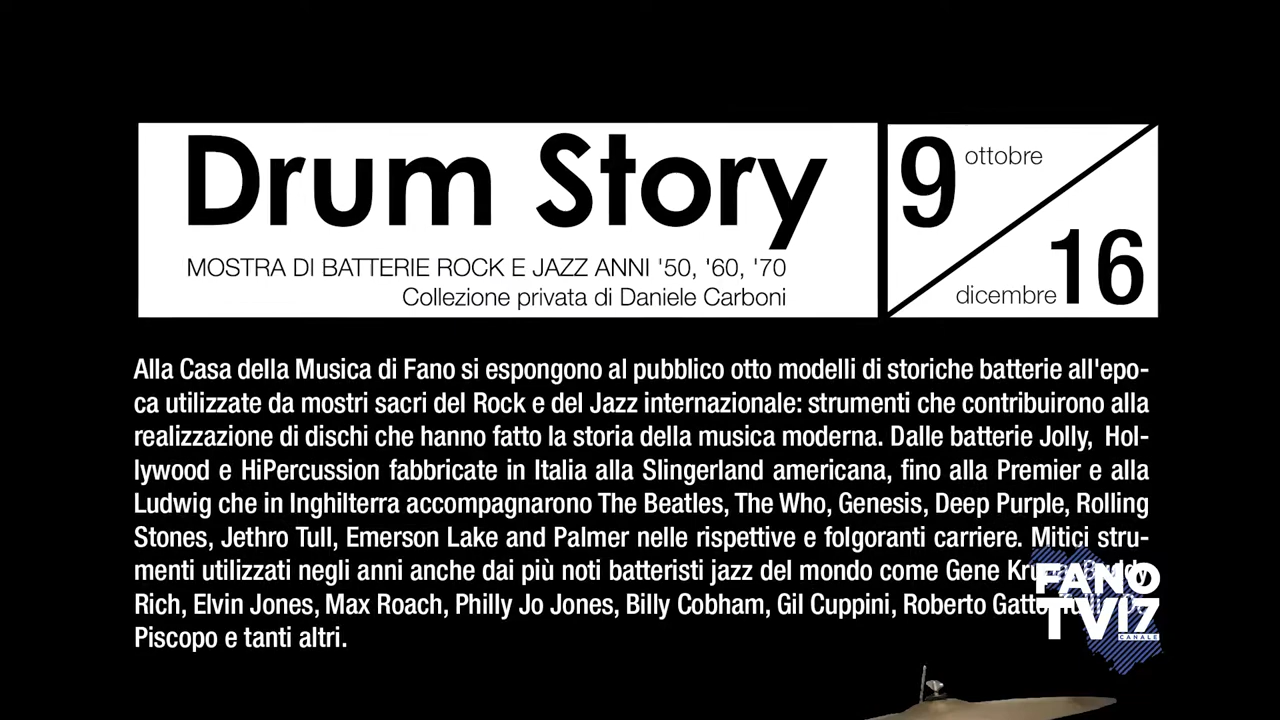 Drum Story
MOSTRA DI BATTERIE ROCK E JAZZ ANNI '50, '60, '70
Collezione privata di Daniele Carboni
9 ottobre
dicembre 16
Alla Casa della Musica di Fano si espongono al pubblico otto modelli di storiche batterie all'epo-
ca utilizzate da mostri sacri del Rock e del Jazz internazionale: strumenti che contribuirono alla
realizzazione di dischi che hanno fatto la storia della musica moderna. Dalle batterie Jolly, Hol-
lywood e HiPercussion fabbricate in Italia alla Slingerland americana, fino alla Premier e alla
Ludwig che in Inghilterra accompagnarono The Beatles, The Who, Genesis, Deep Purple, Rolling
Stones, Jethro Tull, Emerson Lake and Palmer nelle rispettive e folgoranti carriere. Mitici stru-
menti utilizzati negli anni anche dai più noti batteristi jazz del mondo come Gene
Rich, Elvin Jones, Max Roach, Philly Jo Jones, Billy Cobham, Gil Cuppini, Roberto
Piscopo e tanti altri.
FANO
TV17
CANALE